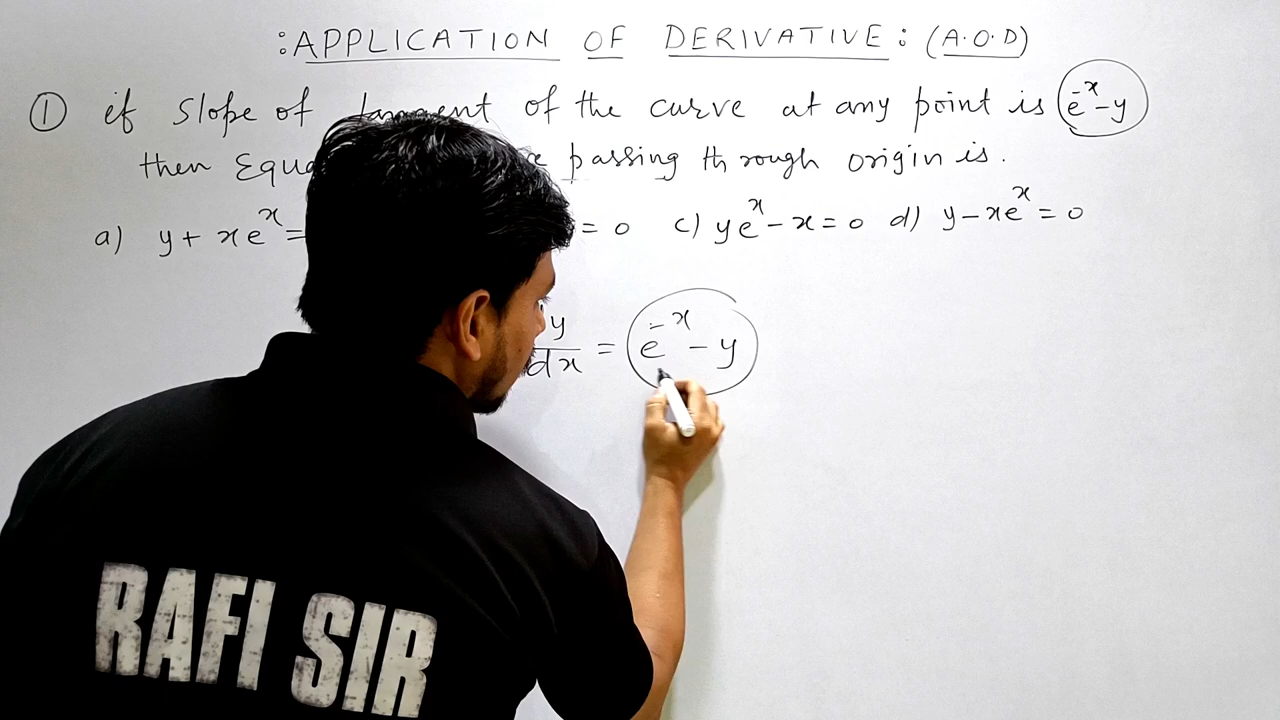 :APPLICATION OF DERIVATIVE: (A.O.D)
① if Slope of tangent of the curve at any point is e^-x - y
then Equa passing through origin is.
a) y + xe^x = = 0 c) ye^x - x = 0 d) y - xe^x = 0
y/dx = e^-x - y
RAFI SIR